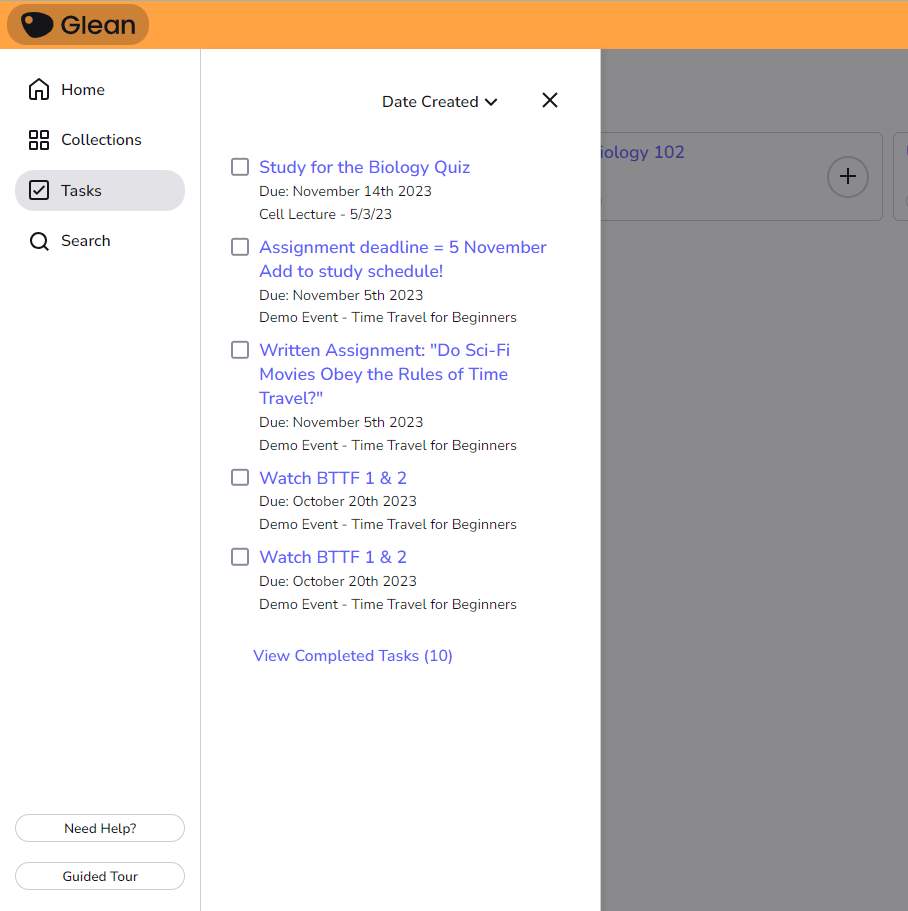 Glean
Home
Collections
Tasks
Search
Date Created
Study for the Biology Quiz
Due: November 14th 2023
Cell Lecture - 5/3/23
Assignment deadline = 5 November
Add to study schedule!
Due: November 5th 2023
Demo Event - Time Travel for Beginners
Written Assignment: "Do Sci-Fi
Movies Obey the Rules of Time
Travel?"
Due: November 5th 2023
Demo Event - Time Travel for Beginners
Watch BTTF 1 & 2
Due: October 20th 2023
Demo Event - Time Travel for Beginners
Watch BTTF 1 & 2
Due: October 20th 2023
Demo Event - Time Travel for Beginners
View Completed Tasks (10)
iology 102
Need Help?
Guided Tour